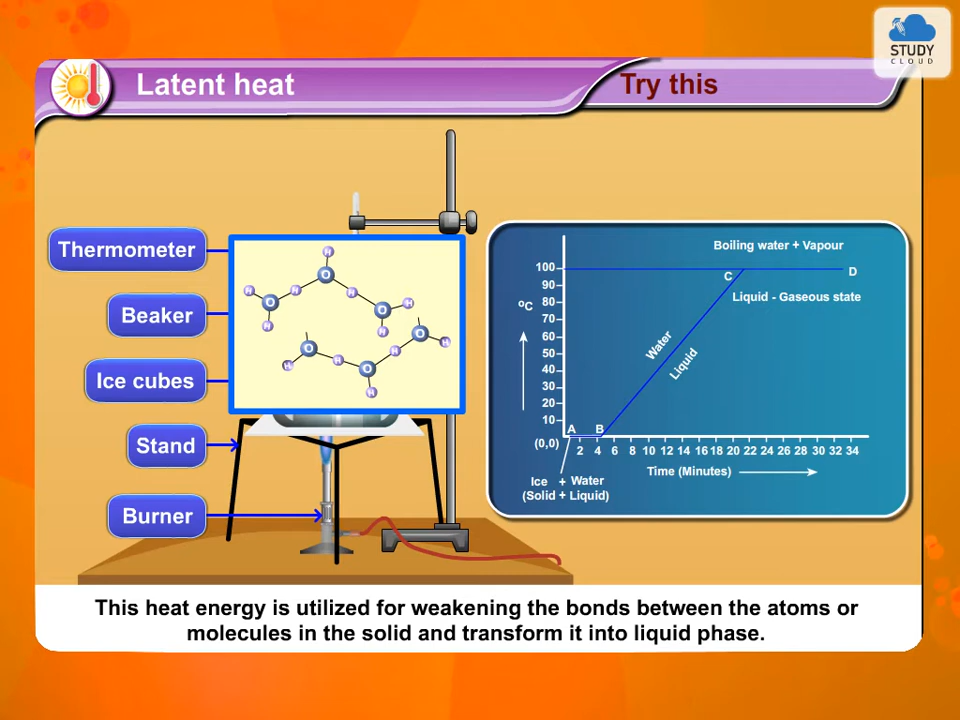 STUDY
CLOUD
Latent heat
Try this
Thermometer
Beaker
Ice cubes
Stand
Burner
H
O
H
H
H
O
O
H
H
H
O
O
H
H
H
O
H
H
Boiling water + Vapour
100
90
80
70
60
50
40
30
20
10
(0,0)
oC
C
D
Liquid - Gaseous state
Water
Liquid
A
B
2 4 6 8 10 12 14 16 18 20 22 24 26 28 30 32 34
Time (Minutes)
Ice + Water
(Solid + Liquid)
This heat energy is utilized for weakening the bonds between the atoms or
molecules in the solid and transform it into liquid phase.